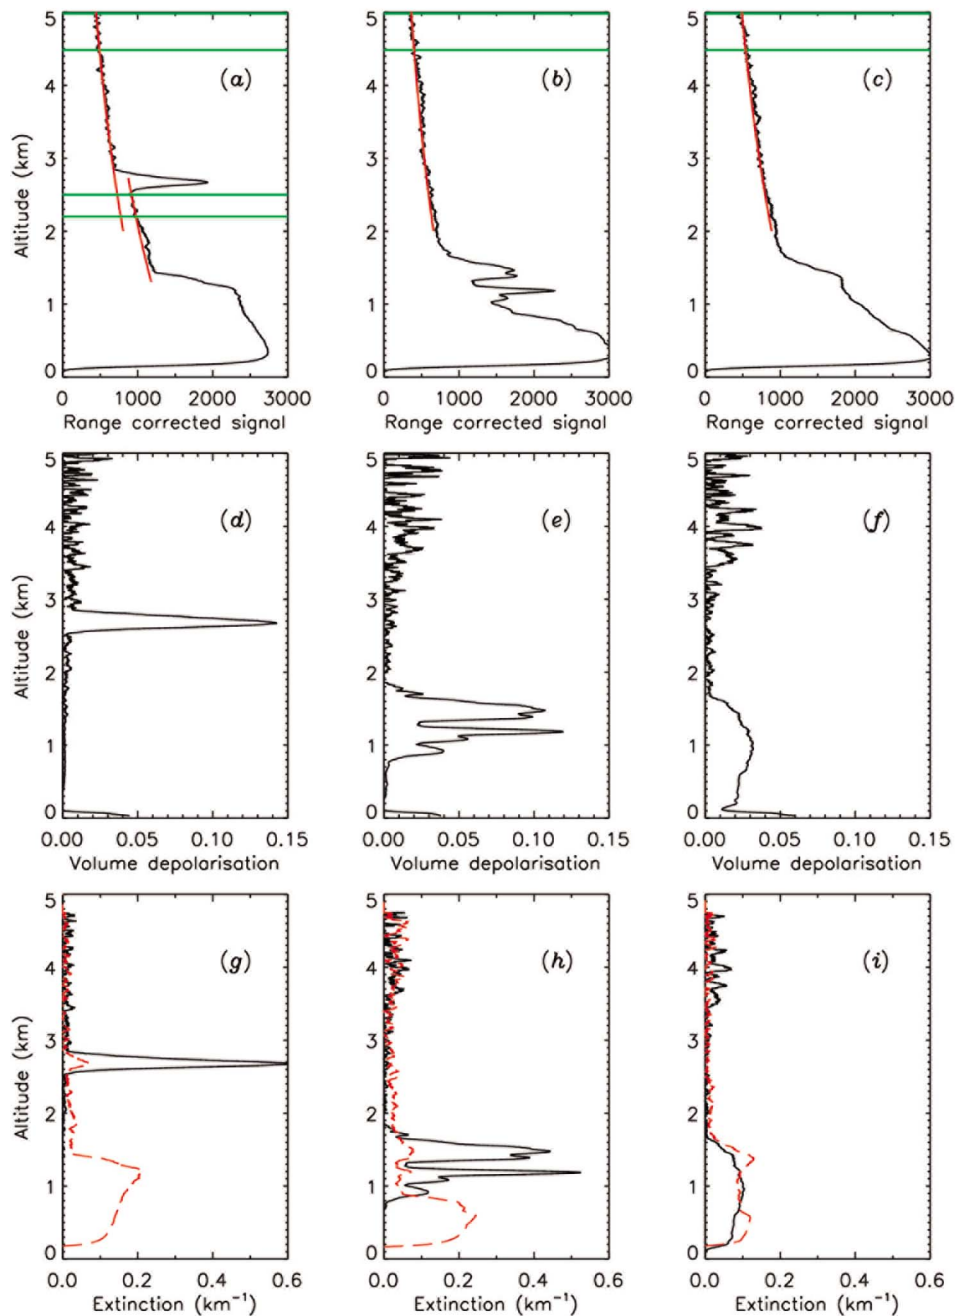 5
4
3
2
1
0
Altitude (km)
(a)
0 1000 2000 3000
Range corrected signal
5
4
3
2
1
0
(b)
0 1000 2000 3000
Range corrected signal
5
4
3
2
1
0
(c)
0 1000 2000 3000
Range corrected signal
5
4
3
2
1
0
Altitude (km)
(d)
0.00 0.05 0.10 0.15
Volume depolarisation
5
4
3
2
1
0
(e)
0.00 0.05 0.10 0.15
Volume depolarisation
5
4
3
2
1
0
(f)
0.00 0.05 0.10 0.15
Volume depolarisation
5
4
3
2
1
0
Altitude (km)
(g)
0.0 0.2 0.4 0.6
Extinction (km⁻¹)
5
4
3
2
1
0
(h)
0.0 0.2 0.4 0.6
Extinction (km⁻¹)
5
4
3
2
1
0
(i)
0.0 0.2 0.4 0.6
Extinction (km⁻¹)